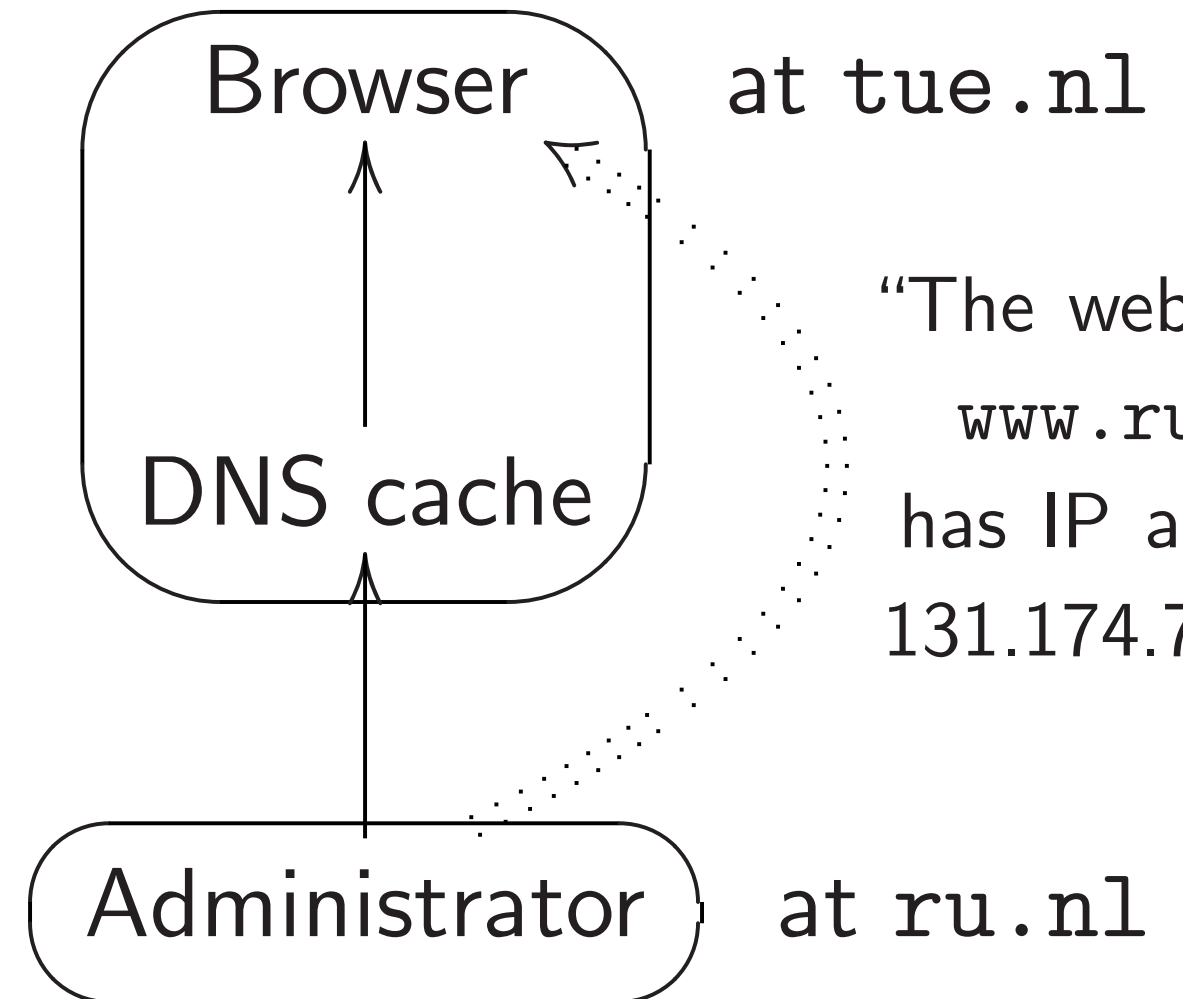 Browser at tue.nl
“The web
www.ru
has IP a
DNS cache
131.174.7
Administrator at ru.nl